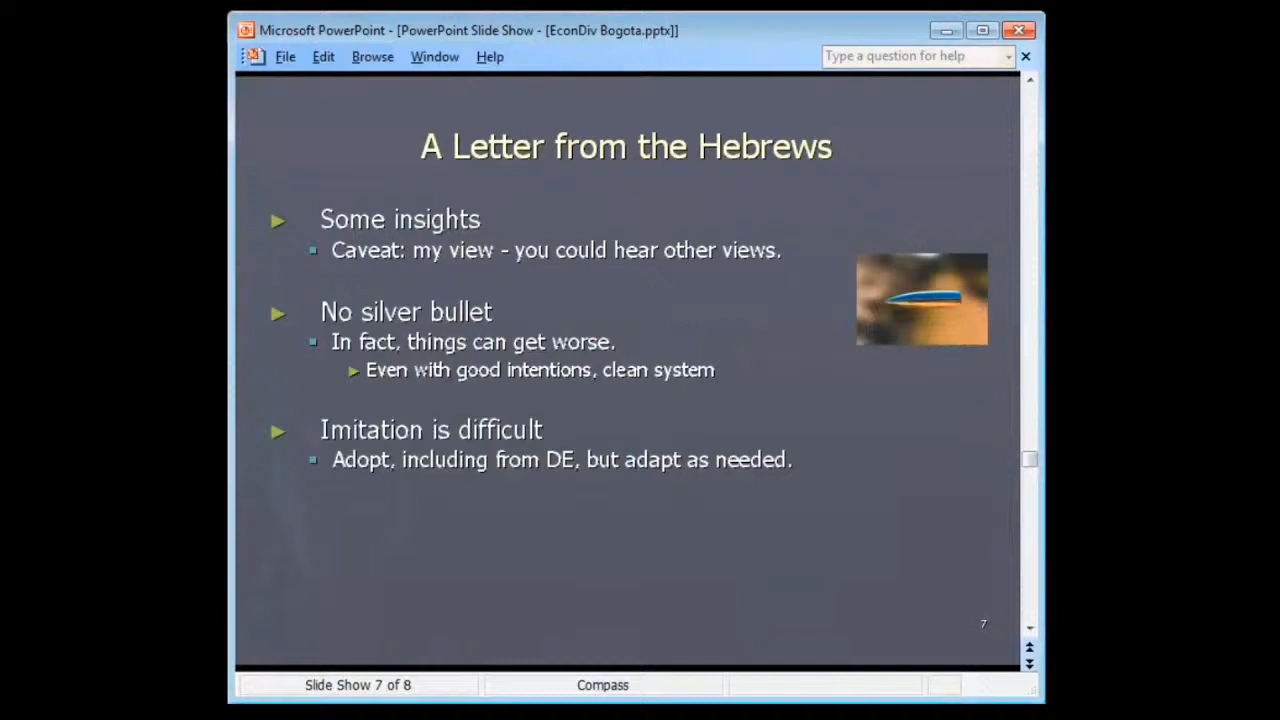 Microsoft PowerPoint - [PowerPoint Slide Show - [EconDiv Bogota.pptx]]
File Edit Browse Window Help
Type a question for help
A Letter from the Hebrews
Some insights
Caveat: my view - you could hear other views.
No silver bullet
In fact, things can get worse.
Even with good intentions, clean system
Imitation is difficult
Adopt, including from DE, but adapt as needed.
7
Slide Show 7 of 8
Compass